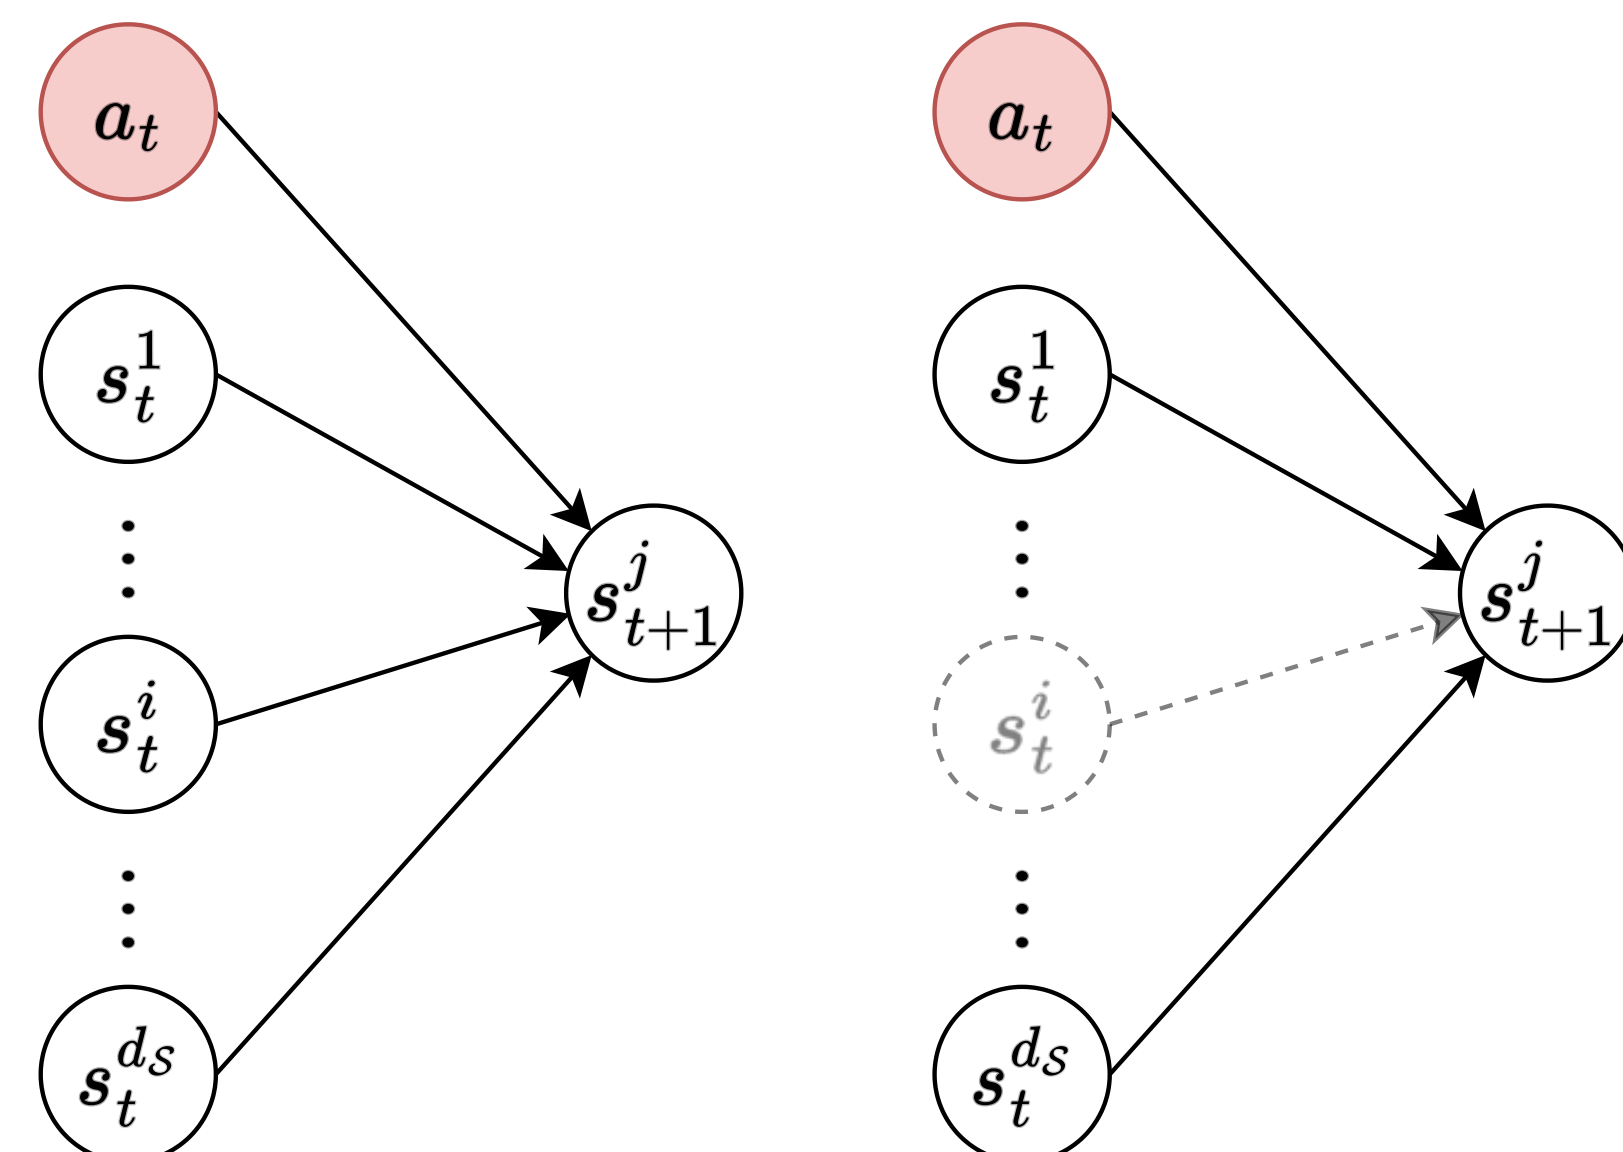 a_t
s_t^1
⋮
s_t^i
⋮
s_t^{d_𝒮}
s_{t+1}^j
a_t
s_t^1
⋮
s_t^i
⋮
s_t^{d_𝒮}
s_{t+1}^j